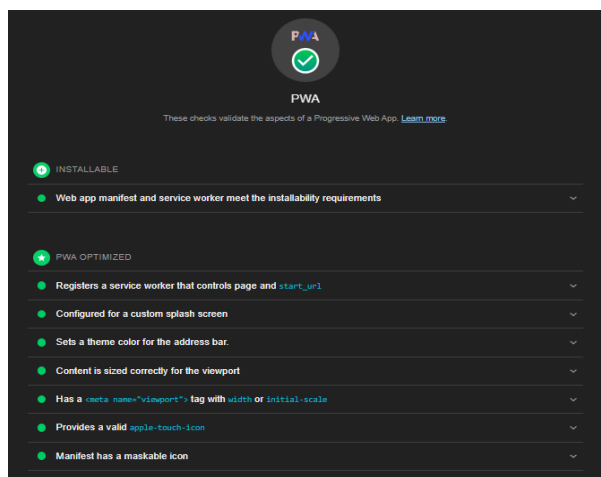 PWA
PWA
These checks validate the aspects of a Progressive Web App. Learn more.
INSTALLABLE
Web app manifest and service worker meet the installability requirements
PWA OPTIMIZED
Registers a service worker that controls page and start_url
Configured for a custom splash screen
Sets a theme color for the address bar.
Content is sized correctly for the viewport
Has a <meta name="viewport"> tag with width or initial-scale
Provides a valid apple-touch-icon
Manifest has a maskable icon